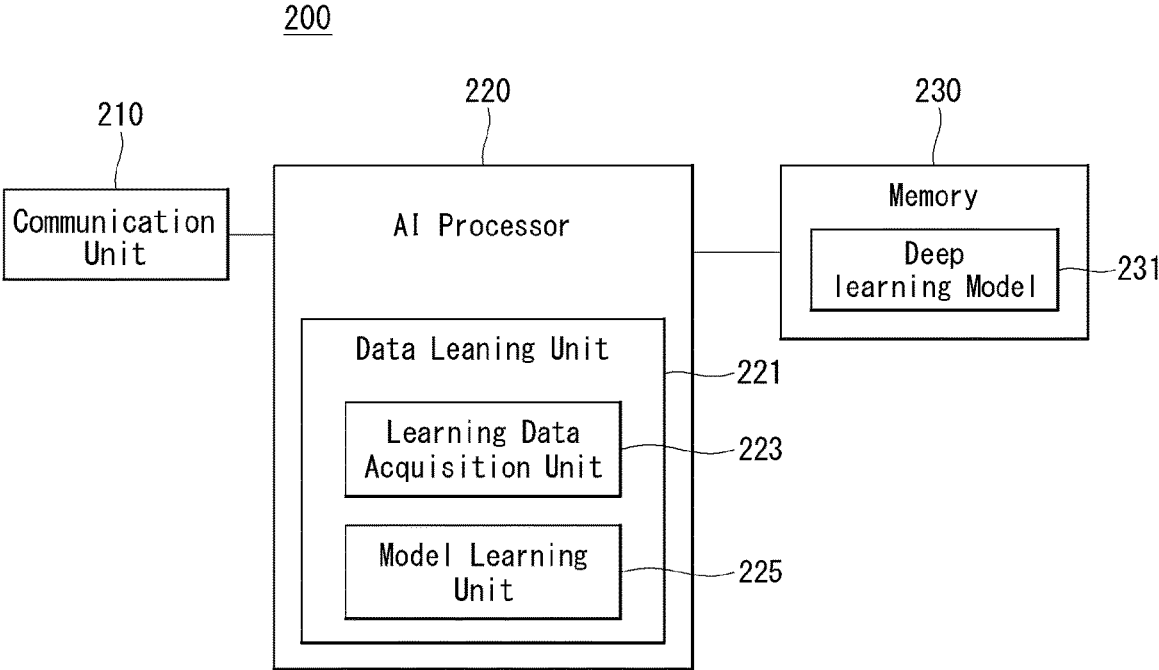 200
210
220
230
Communication
Unit
AI Processor
Memory
Deep
learning Model
231
Data Leaning Unit
221
Learning Data
Acquisition Unit
223
Model Learning
Unit
225